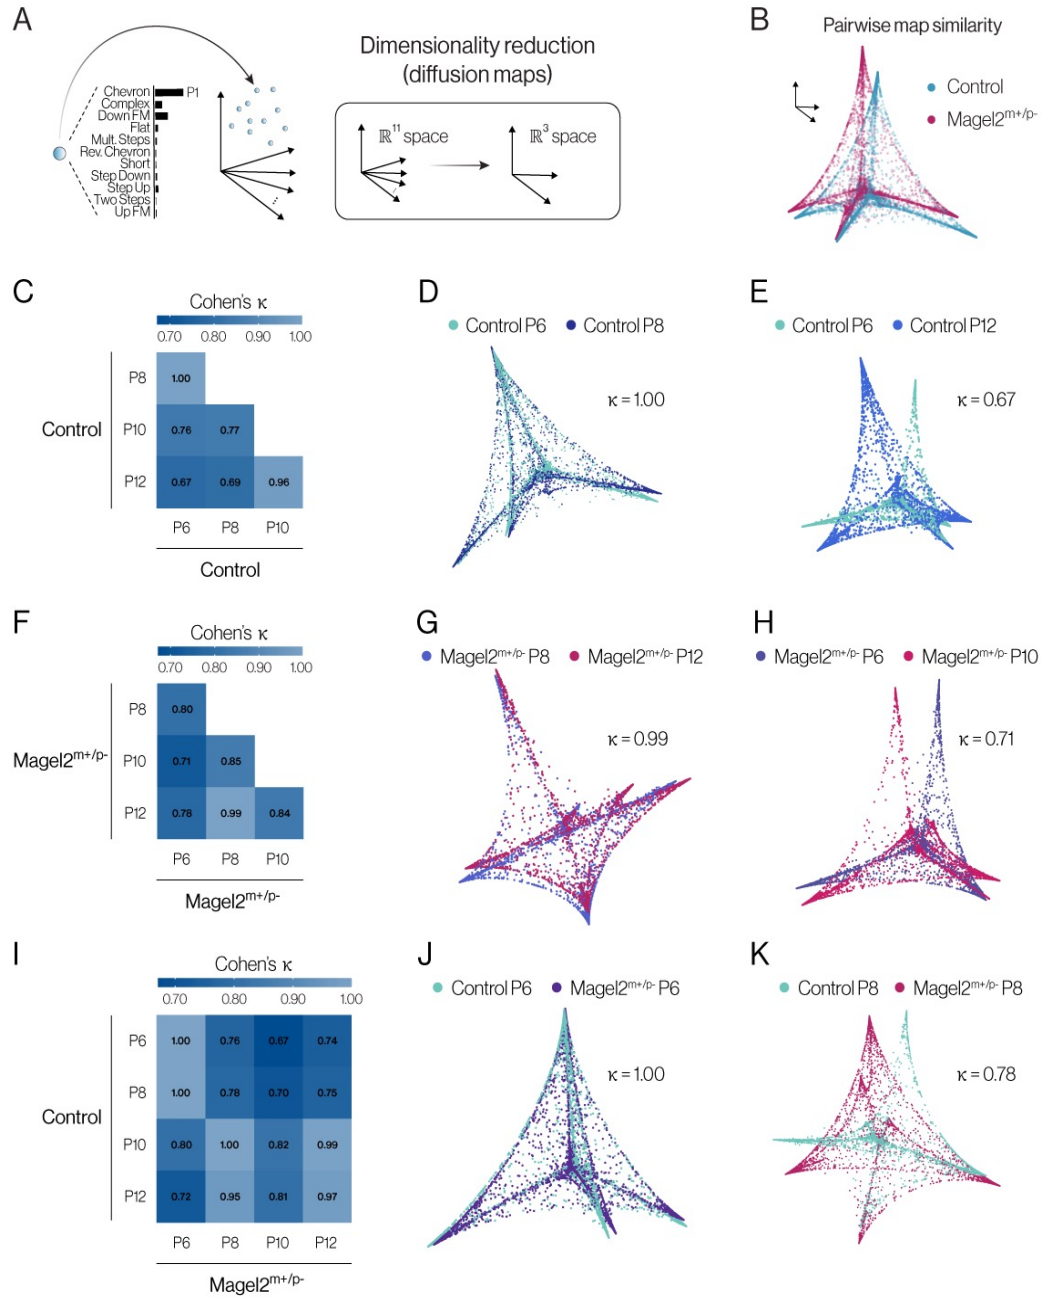 A
Chevron
P1
Complex
Down FM
Flat
Mult. Steps
Rev. Chevron
Short
Step Down
Step Up
Two Steps
Up FM
...
Dimensionality reduction
(diffusion maps)
ℝ¹¹ space
ℝ³ space
B
Pairwise map similarity
Control
Magel2ᵐ⁺/ᵖ⁻
C
Cohen's κ
0.70 0.80 0.90 1.00
P8 1.00
Control P10 0.76 0.77
P12 0.67 0.69 0.96
P6 P8 P10
Control
D
Control P6 Control P8
κ = 1.00
E
Control P6 Control P12
κ = 0.67
F
Cohen's κ
0.70 0.80 0.90 1.00
P8 0.80
Magel2ᵐ⁺/ᵖ⁻ P10 0.71 0.85
P12 0.78 0.99 0.84
P6 P8 P10
Magel2ᵐ⁺/ᵖ⁻
G
Magel2ᵐ⁺/ᵖ⁻ P8 Magel2ᵐ⁺/ᵖ⁻ P12
κ = 0.99
H
Magel2ᵐ⁺/ᵖ⁻ P6 Magel2ᵐ⁺/ᵖ⁻ P10
κ = 0.71
I
Cohen's κ
0.70 0.80 0.90 1.00
P6 1.00 0.76 0.67 0.74
P8 1.00 0.78 0.70 0.75
Control
P10 0.80 1.00 0.82 0.99
P12 0.72 0.95 0.81 0.97
P6 P8 P10 P12
Magel2ᵐ⁺/ᵖ⁻
J
Control P6 Magel2ᵐ⁺/ᵖ⁻ P6
κ = 1.00
K
Control P8 Magel2ᵐ⁺/ᵖ⁻ P8
κ = 0.78